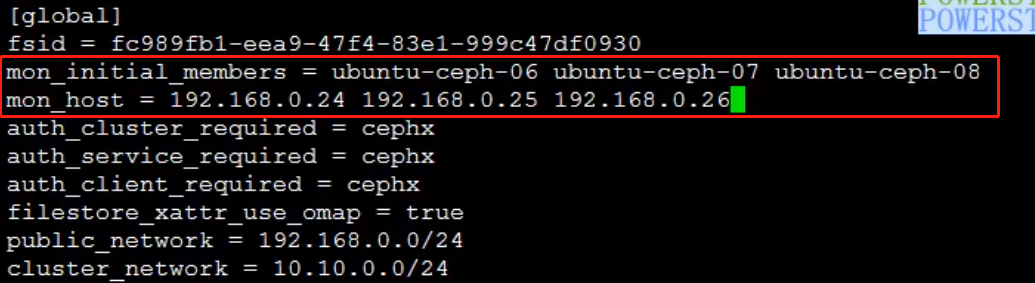 POWERST
[global]
POWERST
fsid = fc989fb1-eea9-47f4-83e1-999c47df0930
mon_initial_members = ubuntu-ceph-06 ubuntu-ceph-07 ubuntu-ceph-08
mon_host = 192.168.0.24 192.168.0.25 192.168.0.26
auth_cluster_required = cephx
auth_service_required = cephx
auth_client_required = cephx
filestore_xattr_use_omap = true
public_network = 192.168.0.0/24
cluster_network = 10.10.0.0/24